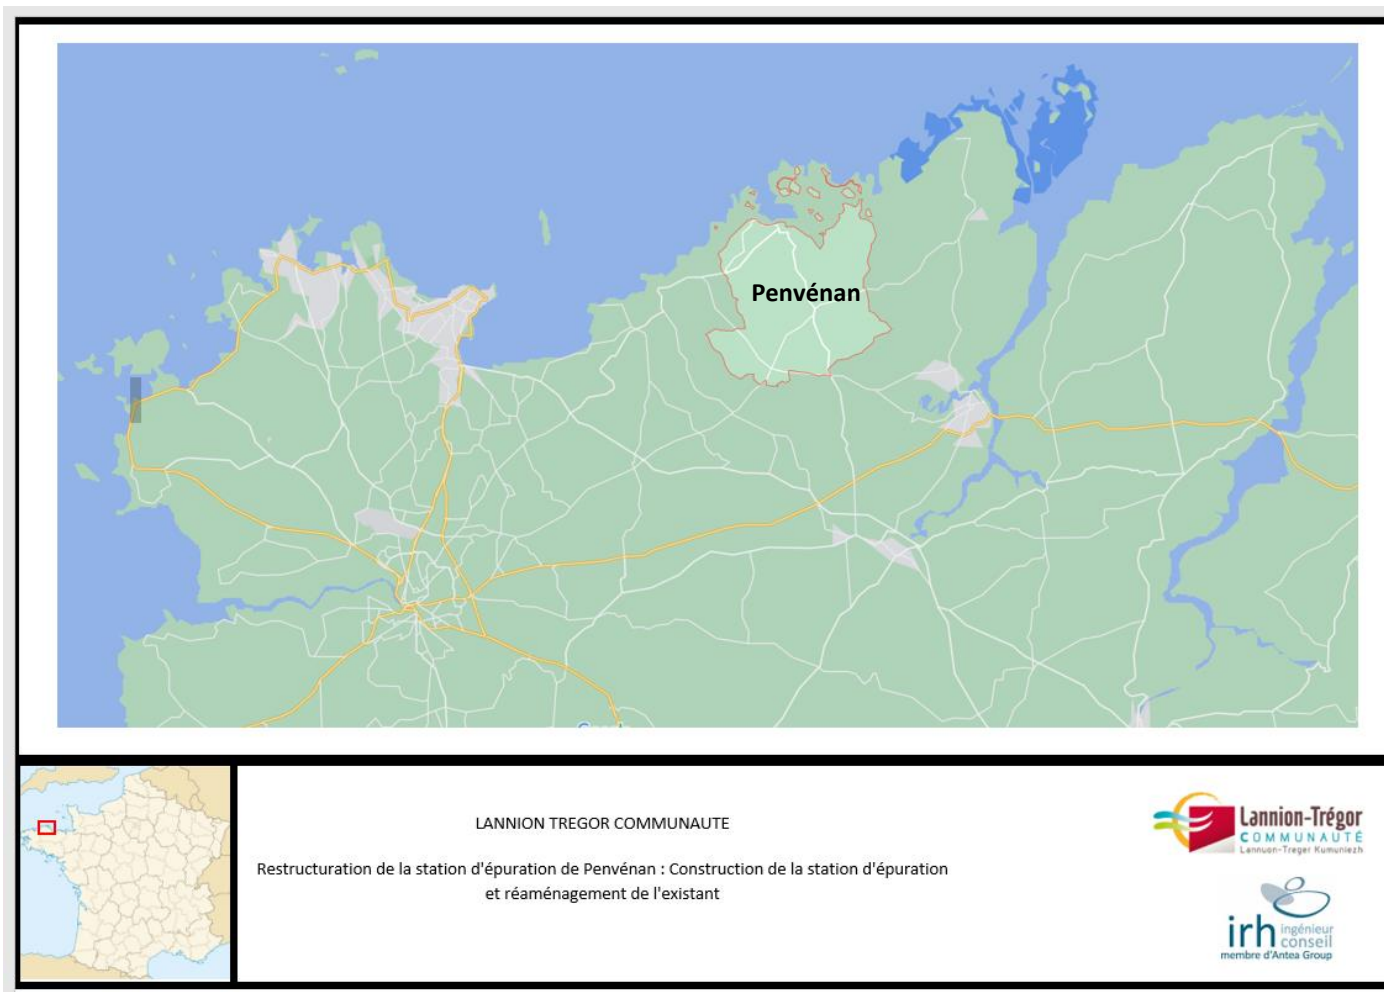 Penvénan
LANNION TREGOR COMMUNAUTE
Restructuration de la station d'épuration de Penvénan : Construction de la station d'épuration
et réaménagement de l'existant
Lannion-Trégor
COMMUNAUTÉ
Lannuon-Treger Kumuniezh
irh ingénieur
conseil
membre d'Antea Group